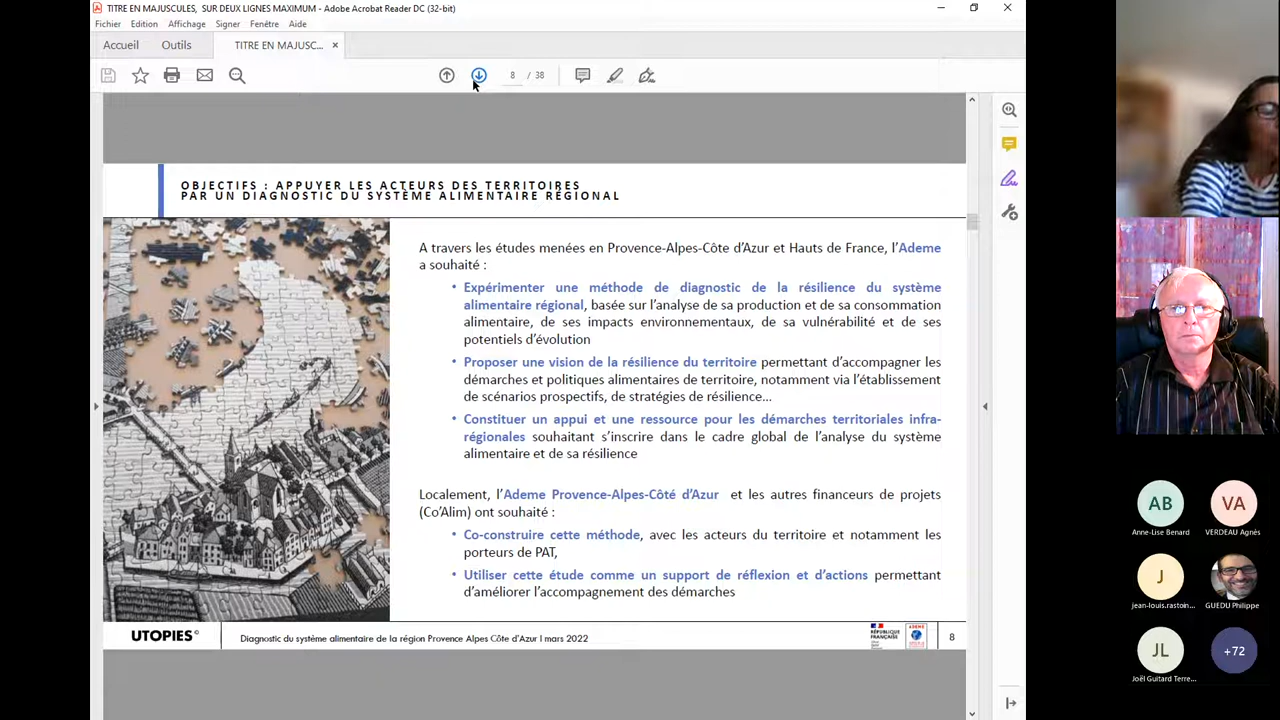 TITRE EN MAJUSCULES, SUR DEUX LIGNES MAXIMUM - Adobe Acrobat Reader DC (32-bit)
Fichier Edition Affichage Signer Fenêtre Aide
Accueil Outils TITRE EN MAJUSC... ×
8 / 38
OBJECTIFS : APPUYER LES ACTEURS DES TERRITOIRES
PAR UN DIAGNOSTIC DU SYSTÈME ALIMENTAIRE RÉGIONAL
A travers les études menées en Provence-Alpes-Côte d’Azur et Hauts de France, l’Ademe
a souhaité :
• Expérimenter une méthode de diagnostic de la résilience du système
alimentaire régional, basée sur l’analyse de sa production et de sa consommation
alimentaire, de ses impacts environnementaux, de sa vulnérabilité et de ses
potentiels d’évolution
• Proposer une vision de la résilience du territoire permettant d’accompagner les
démarches et politiques alimentaires de territoire, notamment via l’établissement
de scénarios prospectifs, de stratégies de résilience...
• Constituer un appui et une ressource pour les démarches territoriales infra-
régionales souhaitant s’inscrire dans le cadre global de l’analyse du système
alimentaire et de sa résilience
Localement, l’Ademe Provence-Alpes-Côté d’Azur et les autres financeurs de projets
(Co’Alim) ont souhaité :
• Co-construire cette méthode, avec les acteurs du territoire et notamment les
porteurs de PAT,
• Utiliser cette étude comme un support de réflexion et d’actions permettant
d’améliorer l’accompagnement des démarches
UTOPIES©
Diagnostic du système alimentaire de la région Provence Alpes Côte d’Azur I mars 2022
RÉPUBLIQUE
FRANÇAISE
ADEME
8
AB VA
Anne-Lise Benard VERDEAU Agnès
J
jean-louis.rastoin... GUEDU Philippe
JL +72
Joël Guitard Terre...